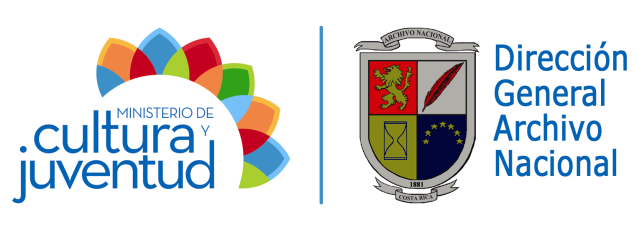 MINISTERIO DE
cultura Y
juventud
ARCHIVO NACIONAL
1881
COSTA RICA
Dirección
General
Archivo
Nacional